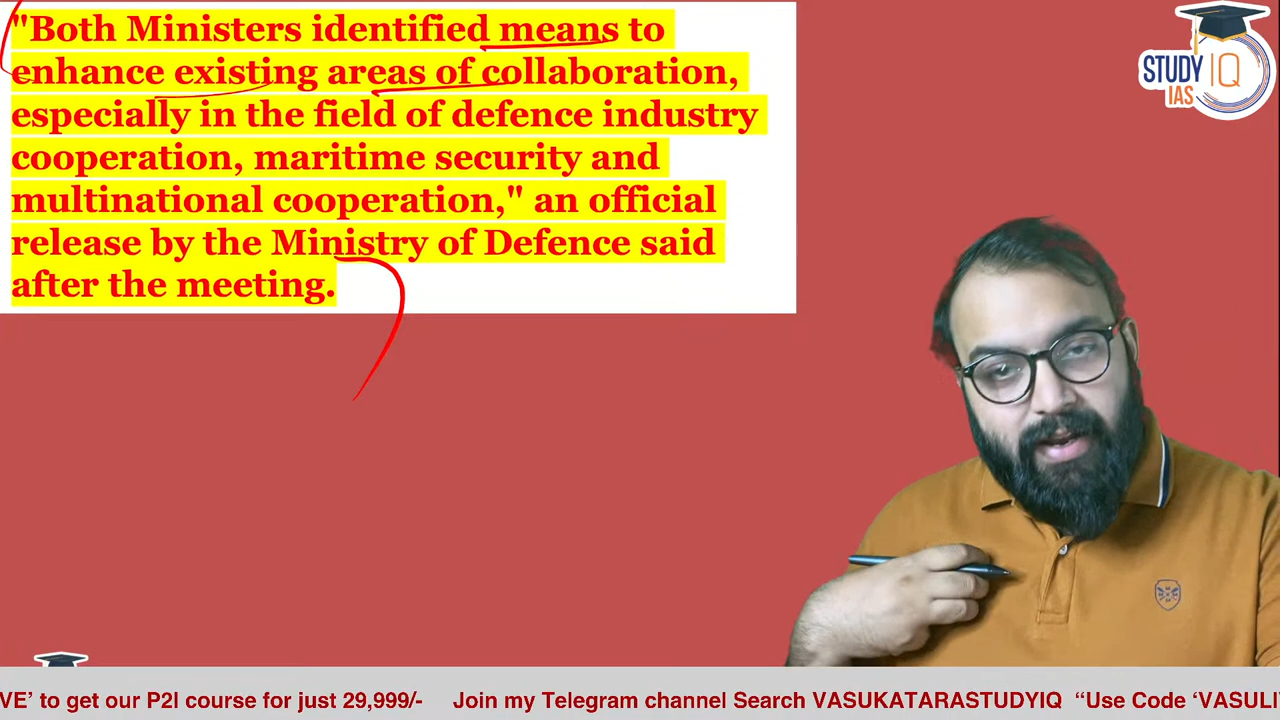 "Both Ministers identified means to
enhance existing areas of collaboration,
especially in the field of defence industry
cooperation, maritime security and
multinational cooperation," an official
release by the Ministry of Defence said
after the meeting.
STUDY IQ
IAS
VE’ to get our P2I course for just 29,999/- Join my Telegram channel Search VASUKATARASTUDYIQ “Use Code ‘VASULI